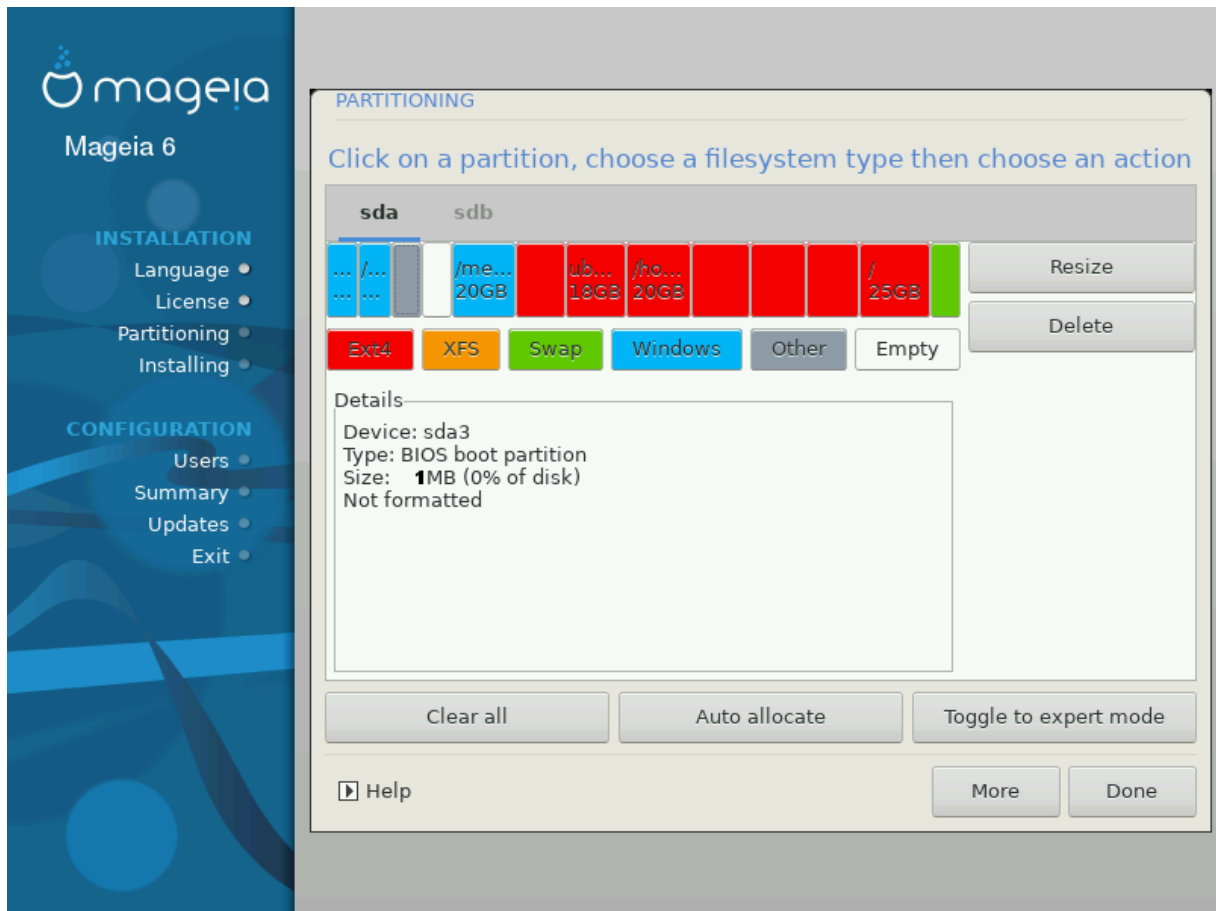 mageia
Mageia 6
INSTALLATION
Language
License
Partitioning
Installing
CONFIGURATION
Users
Summary
Updates
Exit
PARTITIONING
Click on a partition, choose a filesystem type then choose an action
sda sdb
... /... /me... ub... /ho... /
... ... 20GB 18GB 20GB 25GB
Resize
Delete
Ext4 XFS Swap Windows Other Empty
Details
Device: sda3
Type: BIOS boot partition
Size: 1MB (0% of disk)
Not formatted
Clear all Auto allocate Toggle to expert mode
Help More Done